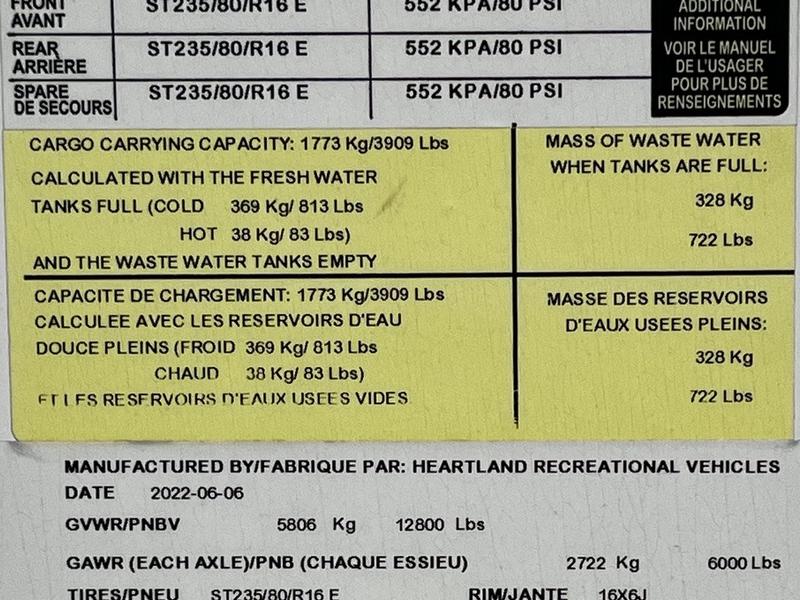 FRONT ST235/80/R16 E 552 KPA/80 PSI
AVANT
REAR ST235/80/R16 E 552 KPA/80 PSI
ARRIÈRE
SPARE ST235/80/R16 E 552 KPA/80 PSI
DE SECOURS
ADDITIONAL
INFORMATION
VOIR LE MANUEL
DE L'USAGER
POUR PLUS DE
RENSEIGNEMENTS
CARGO CARRYING CAPACITY: 1773 Kg/3909 Lbs
CALCULATED WITH THE FRESH WATER
TANKS FULL (COLD 369 Kg/ 813 Lbs
HOT 38 Kg/ 83 Lbs)
AND THE WASTE WATER TANKS EMPTY
MASS OF WASTE WATER
WHEN TANKS ARE FULL:
328 Kg
722 Lbs
CAPACITE DE CHARGEMENT: 1773 Kg/3909 Lbs
CALCULEE AVEC LES RESERVOIRS D'EAU
DOUCE PLEINS (FROID 369 Kg/ 813 Lbs
CHAUD 38 Kg/ 83 Lbs)
ET LES RESERVOIRS D'EAUX USEES VIDES
MASSE DES RESERVOIRS
D'EAUX USEES PLEINS:
328 Kg
722 Lbs
MANUFACTURED BY/FABRIQUE PAR: HEARTLAND RECREATIONAL VEHICLES
DATE 2022-06-06
GVWR/PNBV 5806 Kg 12800 Lbs
GAWR (EACH AXLE)/PNB (CHAQUE ESSIEU) 2722 Kg 6000 Lbs
TIRES/PNEU ST235/80/R16 E RIM/JANTE 16X6J